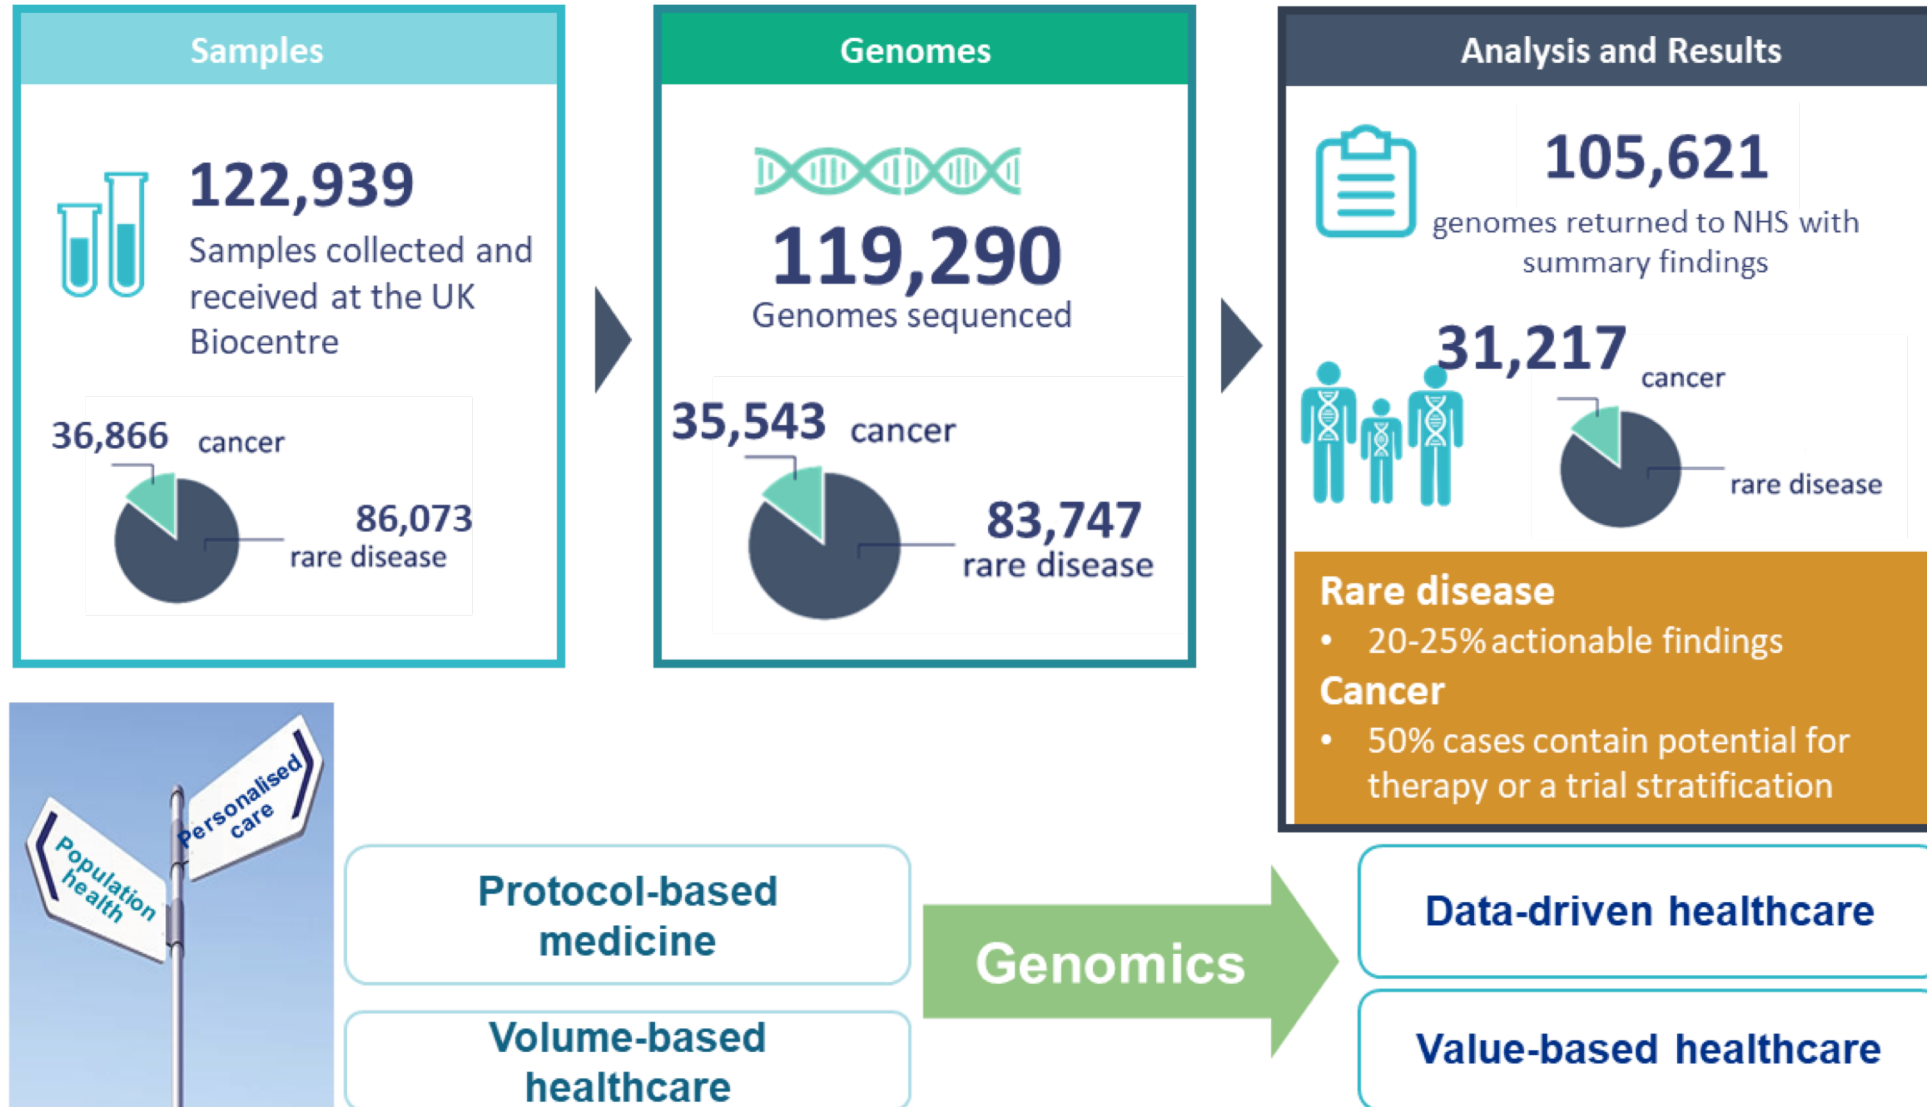 Samples
122,939
Samples collected and
received at the UK
Biocentre
36,866 cancer
86,073
rare disease
Genomes
119,290
Genomes sequenced
35,543 cancer
83,747
rare disease
Analysis and Results
105,621
genomes returned to NHS with
summary findings
31,217
cancer
rare disease
Rare disease
• 20-25% actionable findings
Cancer
• 50% cases contain potential for
therapy or a trial stratification
Personalised
care
Population
health
Protocol-based
medicine
Volume-based
healthcare
Genomics
Data-driven healthcare
Value-based healthcare